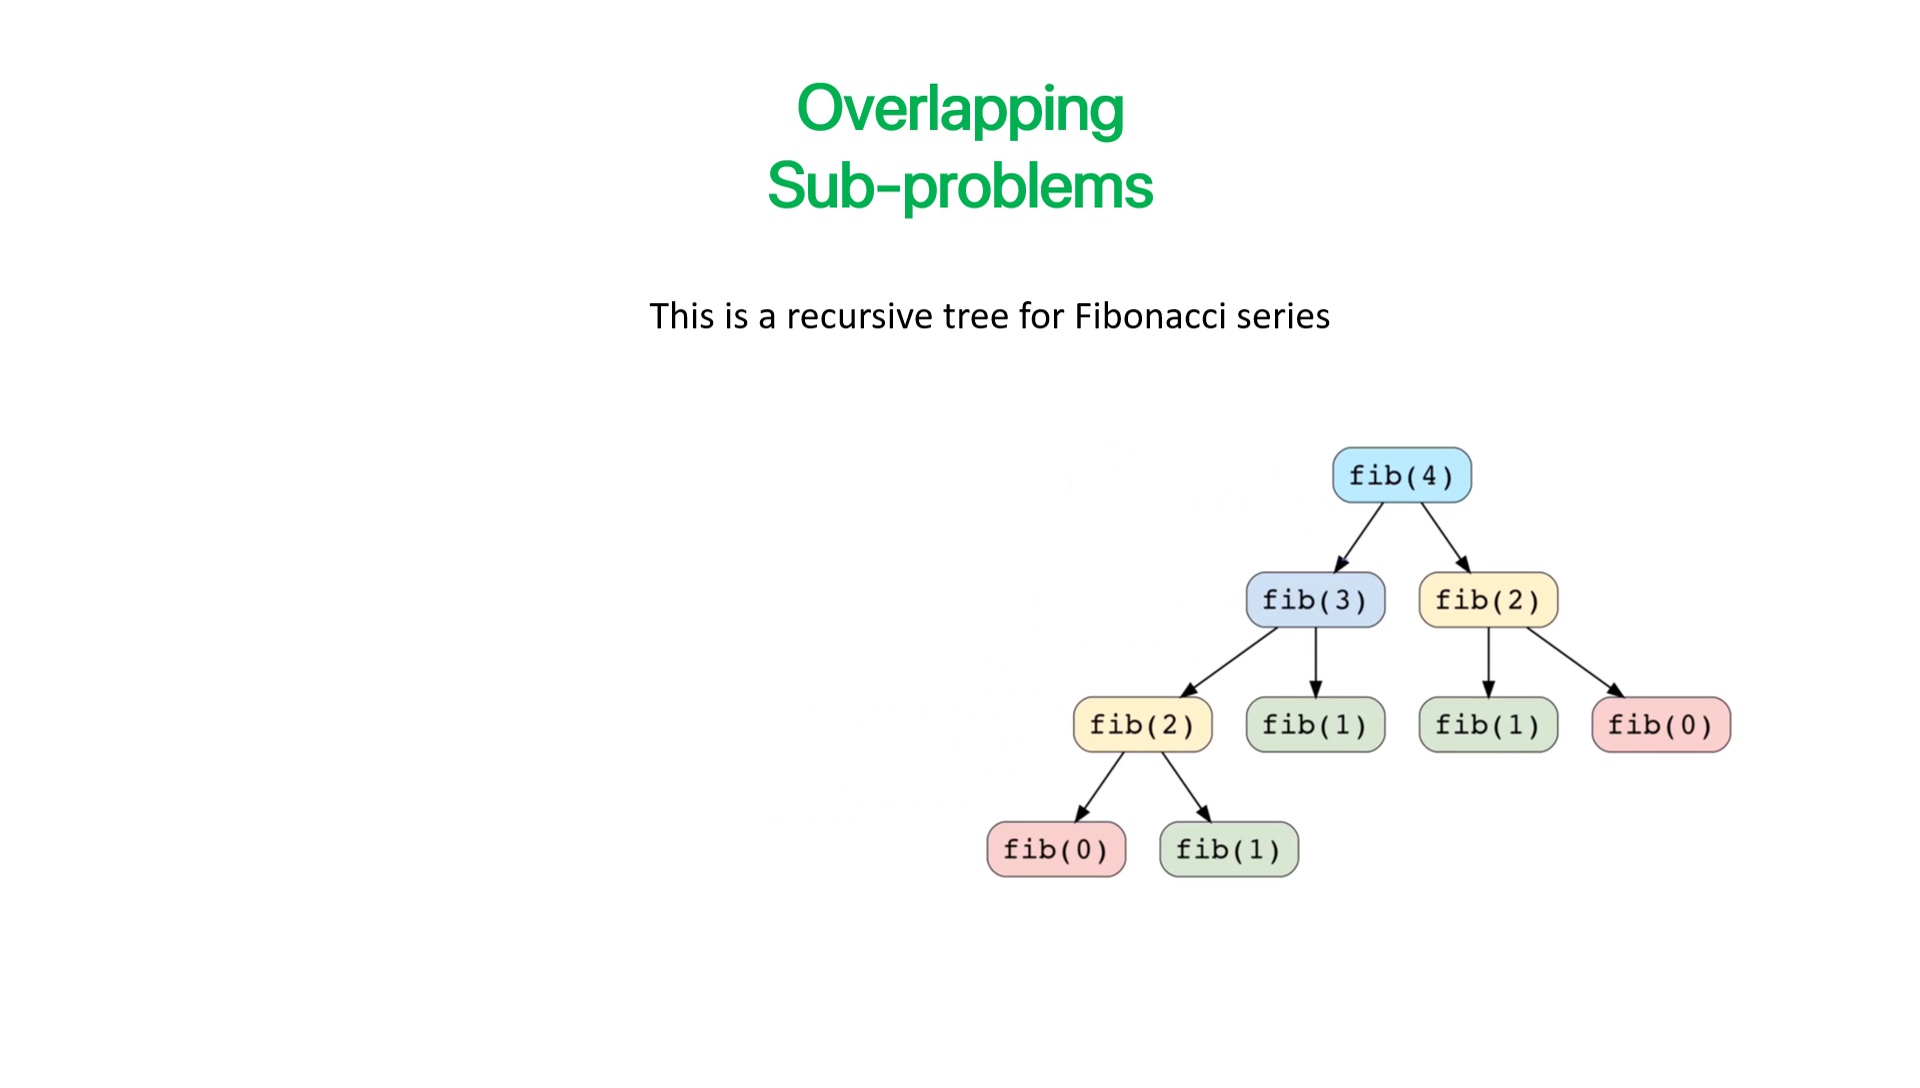 Overlapping
Sub-problems
This is a recursive tree for Fibonacci series
fib(4)
fib(3) fib(2)
fib(2) fib(1) fib(1) fib(0)
fib(0) fib(1)